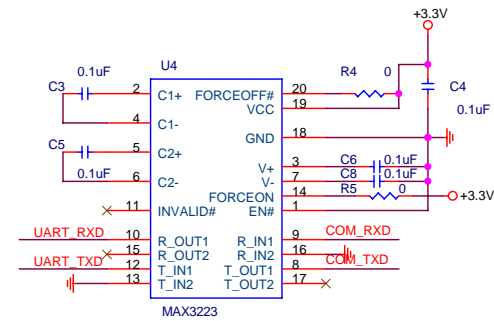 +3.3V
U4
C3
0.1uF
R4
0
C4
0.1uF
2
C1+
FORCEOFF#
20
VCC
19
4
C1-
GND
18
C5
5
C2+
0.1uF
6
C2-
V+
3
C6
0.1uF
V-
7
C8
0.1uF
FORCEON
14
R5
0
+3.3V
11
INVALID#
EN#
1
UART_RXD
10
R_OUT1
R_IN1
9
COM_RXD
15
R_OUT2
R_IN2
16
UART_TXD
12
T_IN1
T_OUT1
8
COM_TXD
13
T_IN2
T_OUT2
17
MAX3223